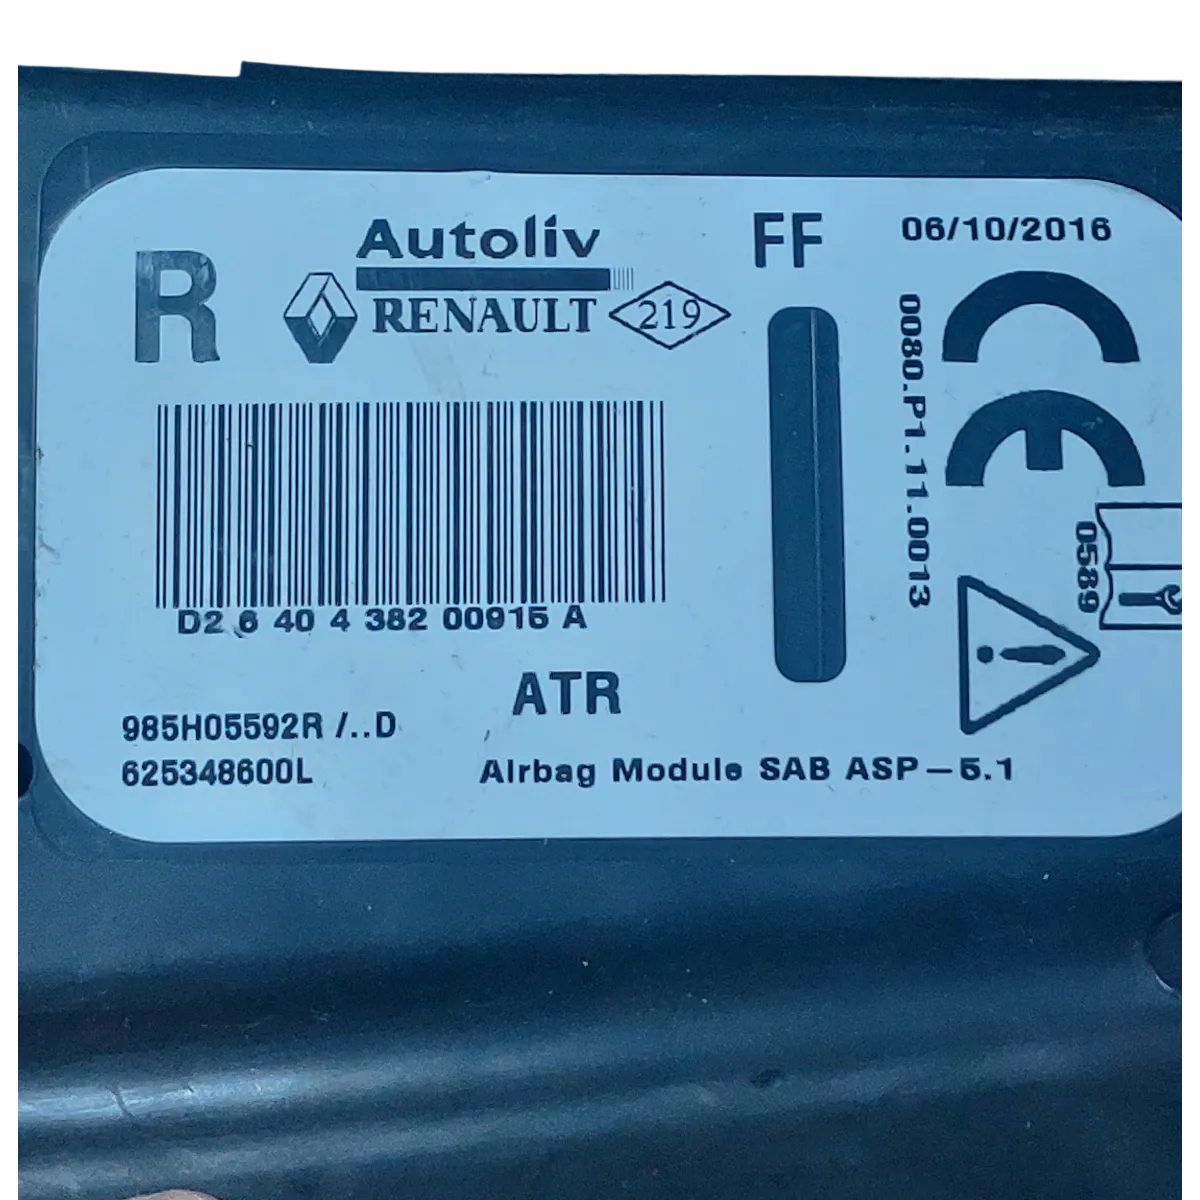 R
Autoliv
RENAULT 219
FF
06/10/2016
0080.P1.11.0013
0589
D2 6 40 4 382 00915 A
ATR
985H05592R /..D
625348600L
Airbag Module SAB ASP-5.1